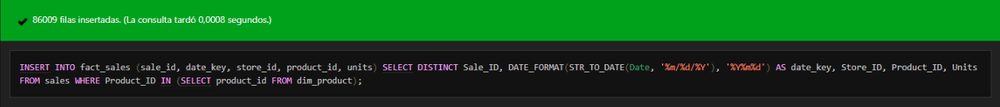 86009 filas insertadas. (La consulta tardó 0,0008 segundos.)
INSERT INTO fact_sales (sale_id, date_key, store_id, product_id, units) SELECT DISTINCT Sale_ID, DATE_FORMAT(STR_TO_DATE(Date, '%m/%d/%Y'), '%Y%m%d') AS date_key, Store_ID, Product_ID, Units
FROM sales WHERE Product_ID IN (SELECT product_id FROM dim_product);